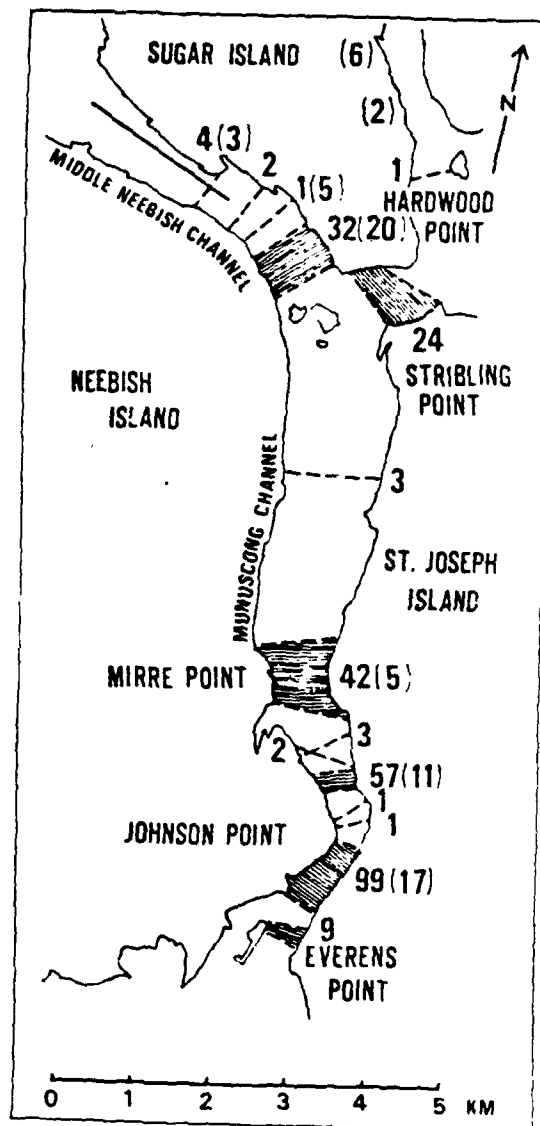 SUGAR ISLAND
(6)
N
(2)
4(3)
2
1(5)
1
HARDWOOD
POINT
MIDDLE NEEBISH CHANNEL
32(20)
24
STRIBLING
POINT
NEEBISH
ISLAND
3
MUNUSCONG CHANNEL
ST. JOSEPH
ISLAND
MIRRE POINT
42(5)
3
2
57(11)
1
1
JOHNSON POINT
99(17)
9
EVERENS
POINT
0 1 2 3 4 5 KM